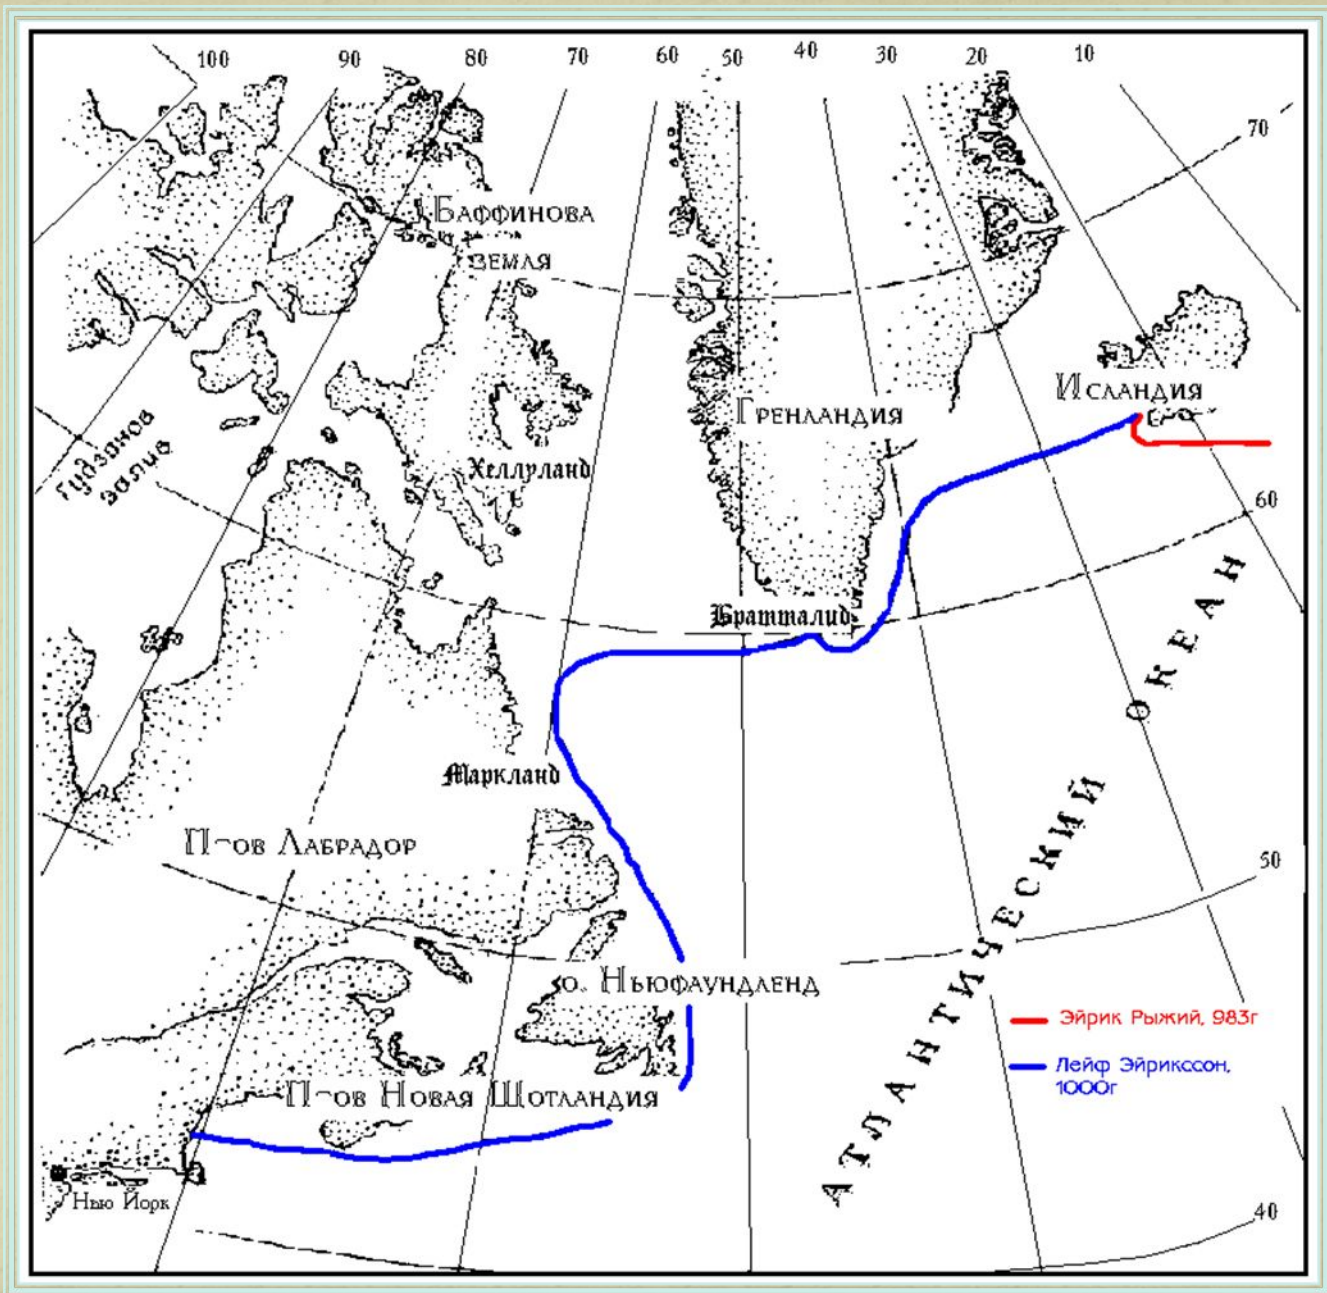 100 90 80 70 60 50 40 30 20 10
70
Баффинова
земля
Исландия
Гренландия
Гудзанов
залив
Хеллуланд
60
Братталид
Маркланд
П-ов Лабрадор
50
Атлантический океан
о. Ньюфаундленд
Эйрик Рыжий, 983г
Лейф Эйрикссон,
1000г
П-ов Новая Шотландия
Нью Йорк
40